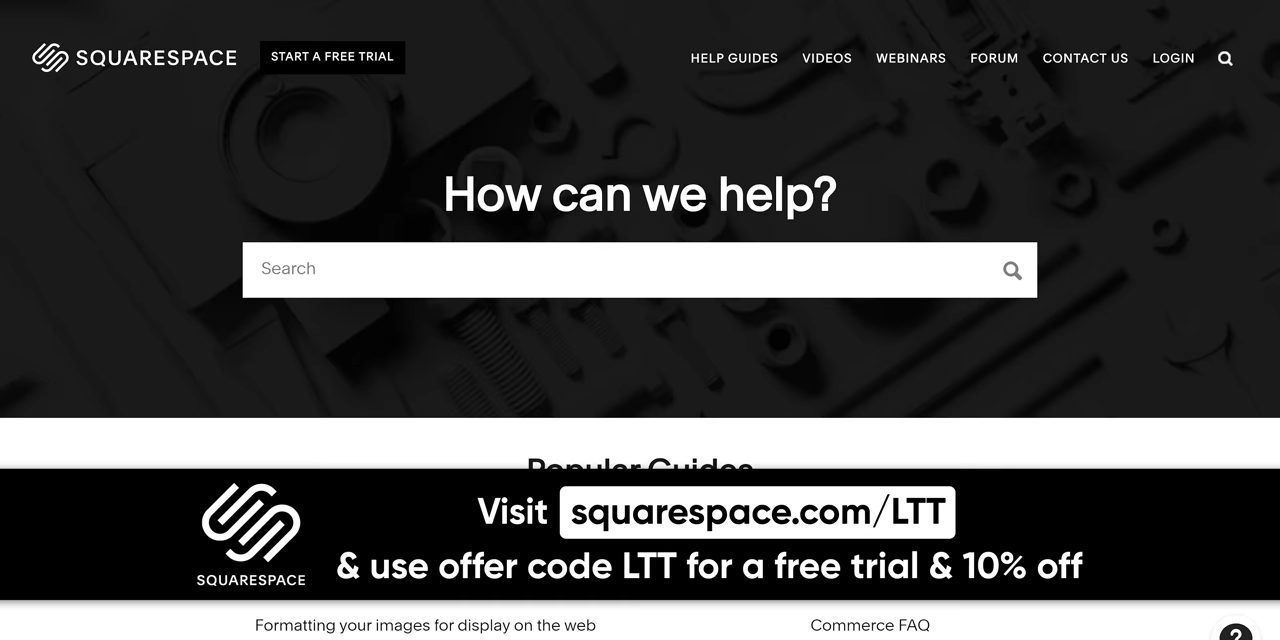 SQUARESPACE
START A FREE TRIAL
HELP GUIDES VIDEOS WEBINARS FORUM CONTACT US LOGIN
How can we help?
Search
Popular Guides
Visit squarespace.com/LTT
& use offer code LTT for a free trial & 10% off
SQUARESPACE
Formatting your images for display on the web
Commerce FAQ
?